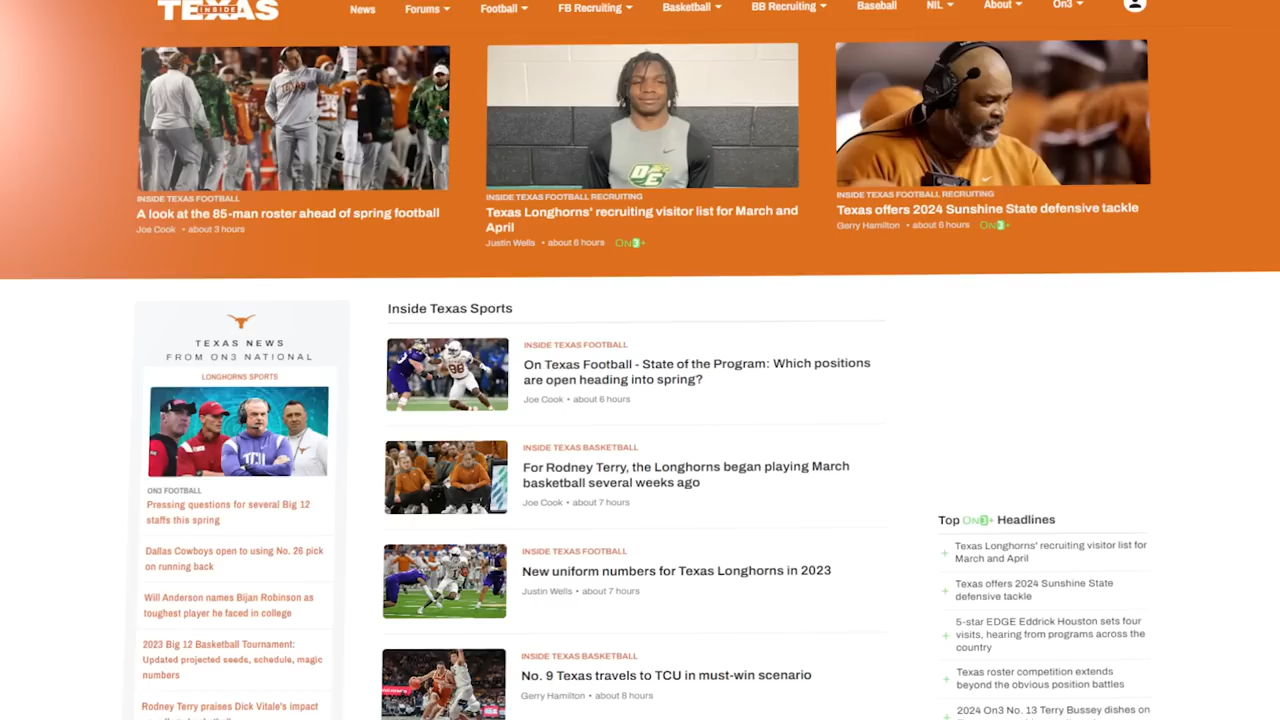 TEXAS
INSIDE
News
Forums
Football
FB Recruiting
Basketball
BB Recruiting
Baseball
NIL
About
On3
TEXAS
DE
INSIDE TEXAS FOOTBALL
A look at the 85-man roster ahead of spring football
Joe Cook • about 3 hours
INSIDE TEXAS FOOTBALL RECRUITING
Texas Longhorns' recruiting visitor list for March and
April
Justin Wells • about 6 hours ON3+
INSIDE TEXAS FOOTBALL RECRUITING
Texas offers 2024 Sunshine State defensive tackle
Gerry Hamilton • about 6 hours ON3+
TEXAS NEWS
FROM ON3 NATIONAL
LONGHORNS SPORTS
TCU
ON3 FOOTBALL
Pressing questions for several Big 12
staffs this spring
Dallas Cowboys open to using No. 26 pick
on running back
Will Anderson names Bijan Robinson as
toughest player he faced in college
2023 Big 12 Basketball Tournament:
Updated projected seeds, schedule, magic
numbers
Rodney Terry praises Dick Vitale's impact
Inside Texas Sports
INSIDE TEXAS FOOTBALL
On Texas Football - State of the Program: Which positions
are open heading into spring?
Joe Cook • about 6 hours
INSIDE TEXAS BASKETBALL
For Rodney Terry, the Longhorns began playing March
basketball several weeks ago
Joe Cook • about 7 hours
INSIDE TEXAS FOOTBALL
New uniform numbers for Texas Longhorns in 2023
Justin Wells • about 7 hours
INSIDE TEXAS BASKETBALL
No. 9 Texas travels to TCU in must-win scenario
Gerry Hamilton • about 8 hours
Top ON3+ Headlines
Texas Longhorns' recruiting visitor list for
March and April
Texas offers 2024 Sunshine State
defensive tackle
5-star EDGE Eddrick Houston sets four
visits, hearing from programs across the
country
Texas roster competition extends
beyond the obvious position battles
2024 On3 No. 13 Terry Bussey dishes on